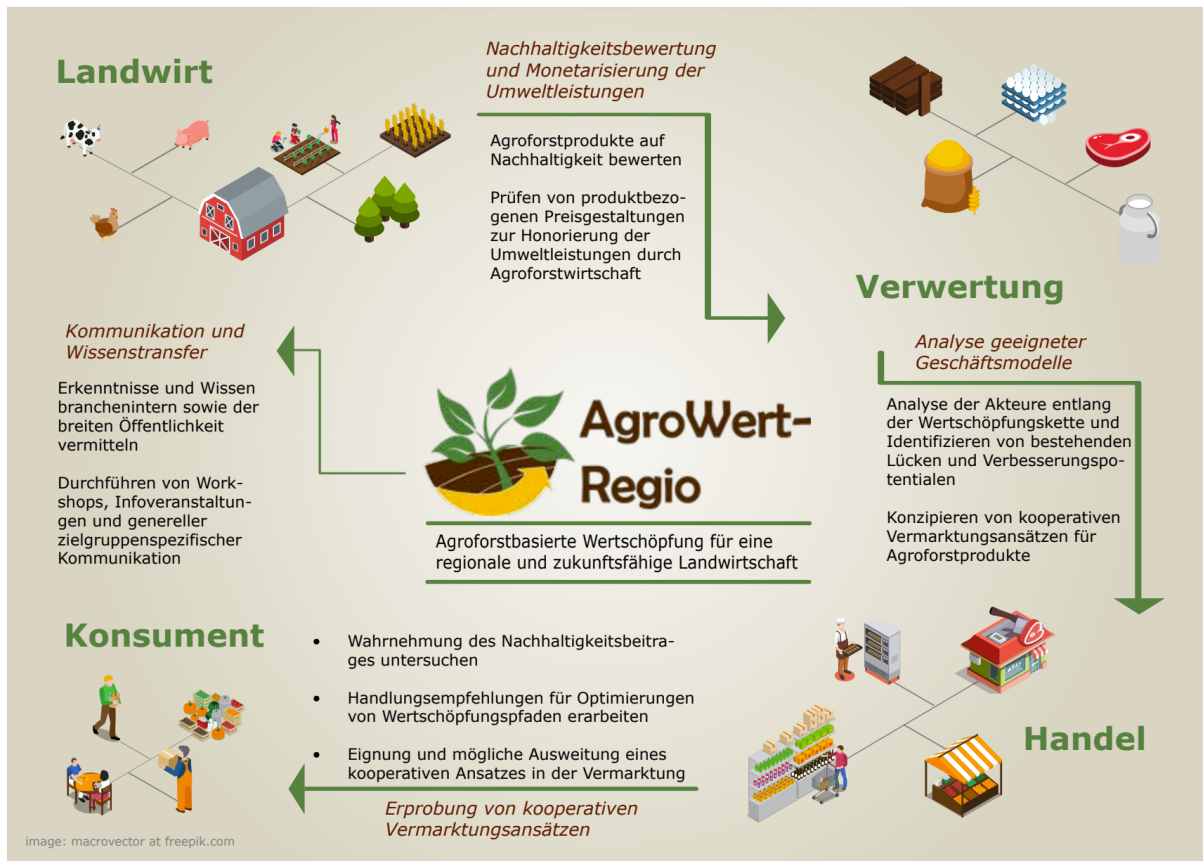 Landwirt
Nachhaltigkeitsbewertung
und Monetarisierung der
Umweltleistungen
Agroforstprodukte auf
Nachhaltigkeit bewerten
Prüfen von produktbezo-
genen Preisgestaltungen
zur Honorierung der
Umweltleistungen durch
Agroforstwirtschaft
Verwertung
Analyse geeigneter
Geschäftsmodelle
Analyse der Akteure entlang
der Wertschöpfungskette und
Identifizieren von bestehenden
Lücken und Verbesserungspo-
tentialen
Konzipieren von kooperativen
Vermarktungsansätzen für
Agroforstprodukte
Kommunikation und
Wissenstransfer
Erkenntnisse und Wissen
branchenintern sowie der
breiten Öffentlichkeit
vermitteln
Durchführen von Work-
shops, Infoveranstaltun-
gen und genereller
zielgruppenspezifischer
Kommunikation
AgroWert-
Regio
Agroforstbasierte Wertschöpfung für eine
regionale und zukunftsfähige Landwirtschaft
Handel
Konsument
• Wahrnehmung des Nachhaltigkeitsbeitra-
ges untersuchen
• Handlungsempfehlungen für Optimierungen
von Wertschöpfungspfaden erarbeiten
• Eignung und mögliche Ausweitung eines
kooperativen Ansatzes in der Vermarktung
Erprobung von kooperativen
Vermarktungsansätzen
image: macrovector at freepik.com